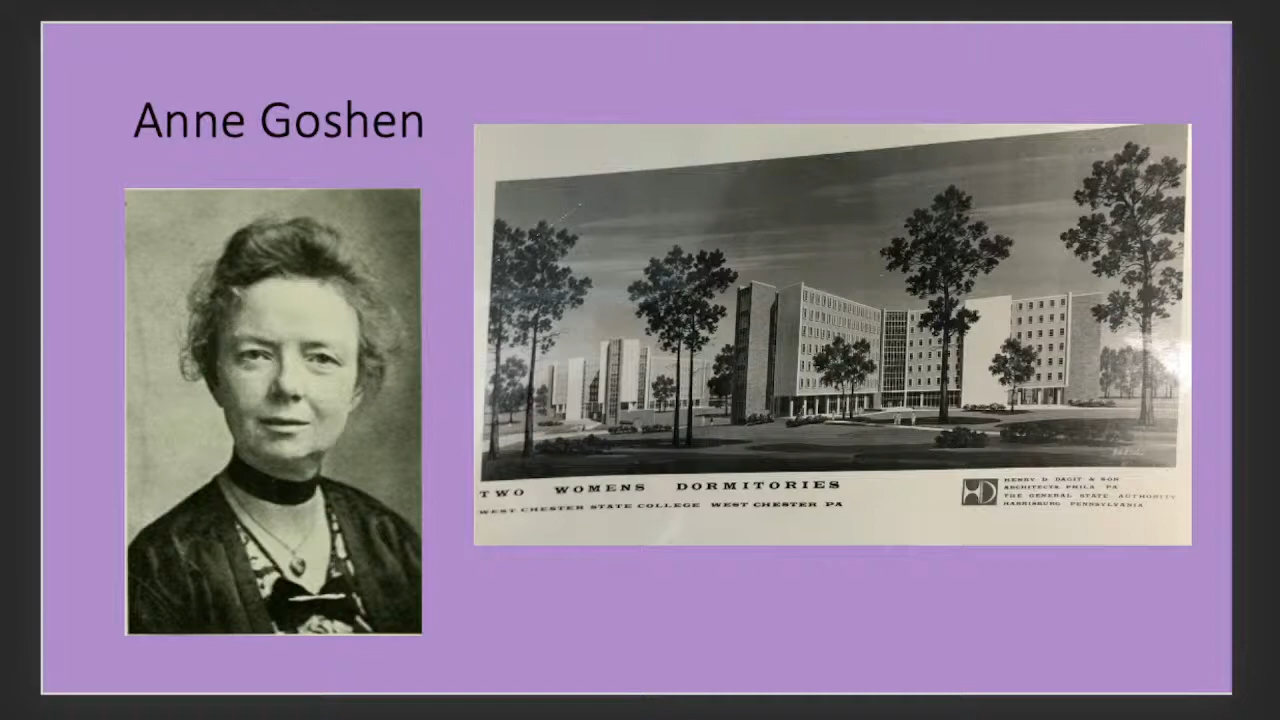 Anne Goshen
TWO WOMENS DORMITORIES
WEST CHESTER STATE COLLEGE WEST CHESTER PA
HENRY D DAGIT & SON
ARCHITECTS PHILA PA
THE GENERAL STATE AUTHORITY
HARRISBURG PENNSYLVANIA